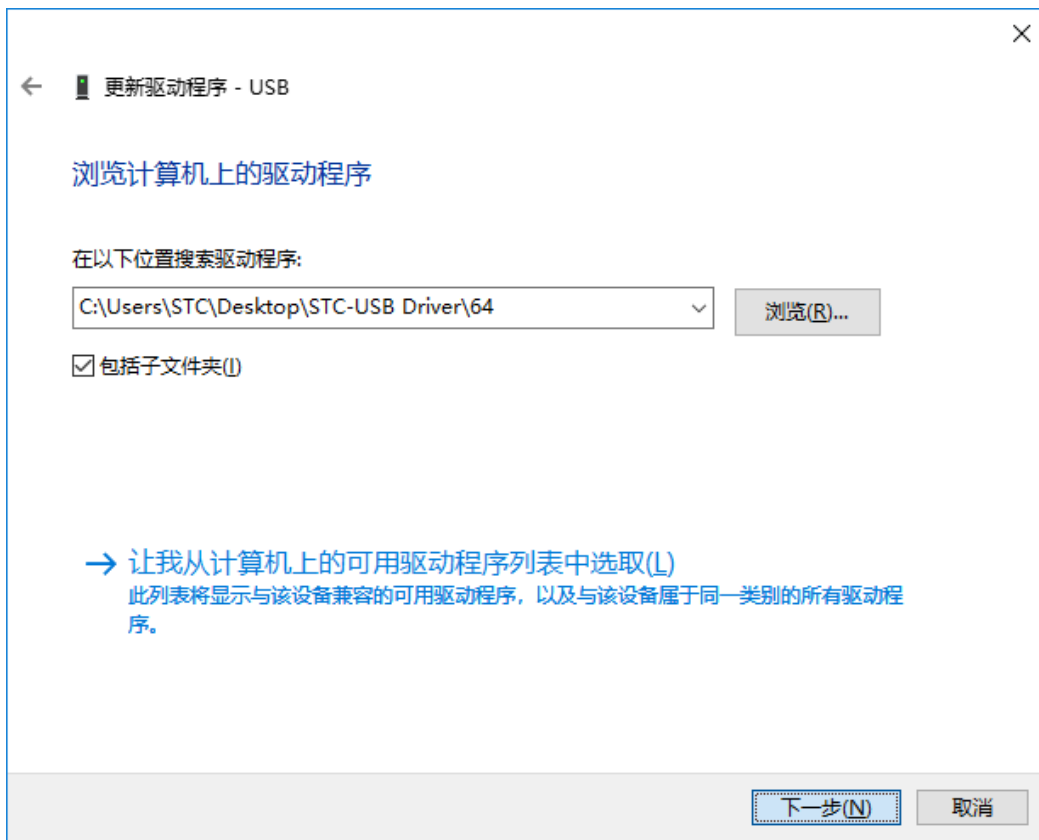 更新驱动程序 - USB
浏览计算机上的驱动程序
在以下位置搜索驱动程序:
C:\Users\STC\Desktop\STC-USB Driver\64
浏览(R)...
包括子文件夹(I)
让我从计算机上的可用驱动程序列表中选取(L)
此列表将显示与该设备兼容的可用驱动程序，以及与该设备属于同一类别的所有驱动程
序。
下一步(N)
取消